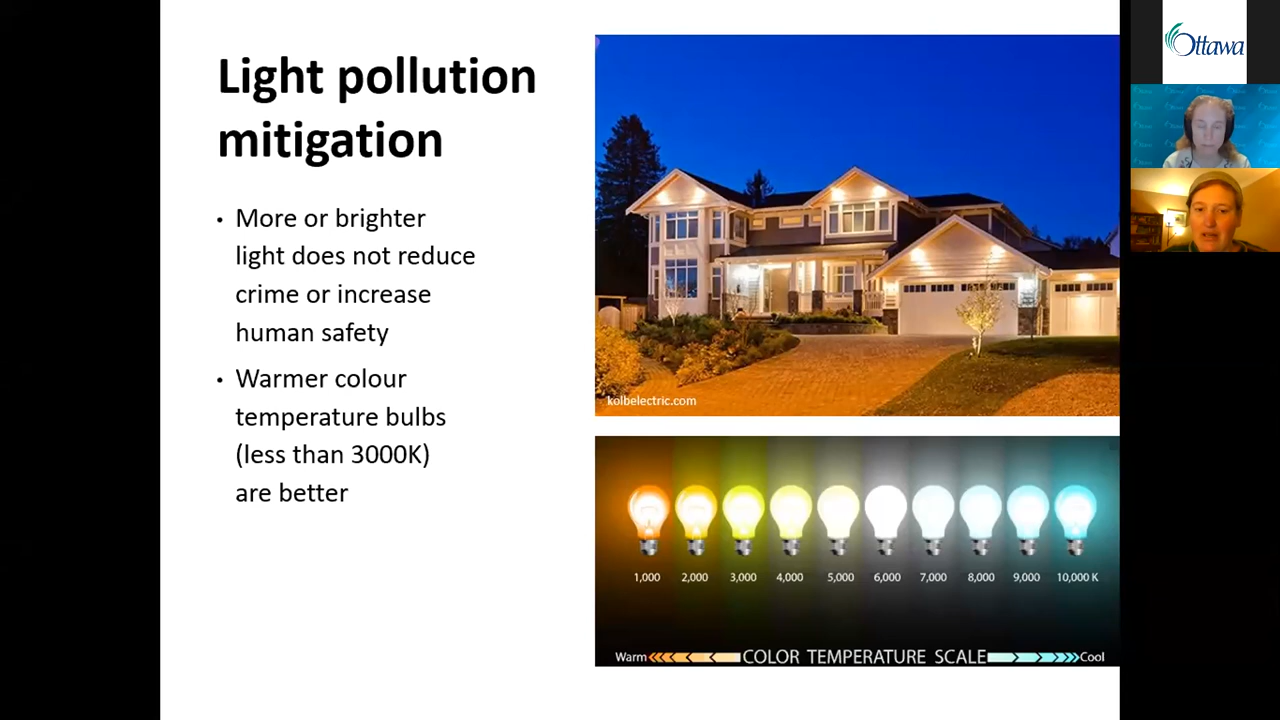 Light pollution
mitigation
• More or brighter
light does not reduce
crime or increase
human safety
• Warmer colour
temperature bulbs
(less than 3000K)
are better
kolbelectric.com
1,000 2,000 3,000 4,000 5,000 6,000 7,000 8,000 9,000 10,000 K
Warm COLOR TEMPERATURE SCALE Cool
Ottawa